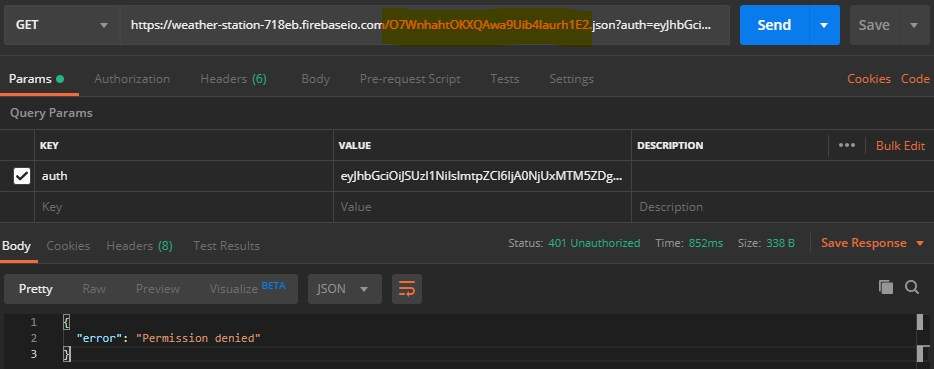 GET https://weather-station-718eb.firebaseio.com/O7WnhahtOKXQAwa9Uib4laurh1E2.json?auth=eyJhbGci... Send Save
Params Authorization Headers (6) Body Pre-request Script Tests Settings Cookies Code
Query Params
KEY VALUE DESCRIPTION ••• Bulk Edit
auth eyJhbGciOiJSUzI1NiIsImtpZCI6IjA0NjUxMTM5ZDg...
Key Value Description
Body Cookies Headers (8) Test Results Status: 401 Unauthorized Time: 852ms Size: 338 B Save Response
Pretty Raw Preview Visualize BETA JSON
1 {
2 "error": "Permission denied"
3 }